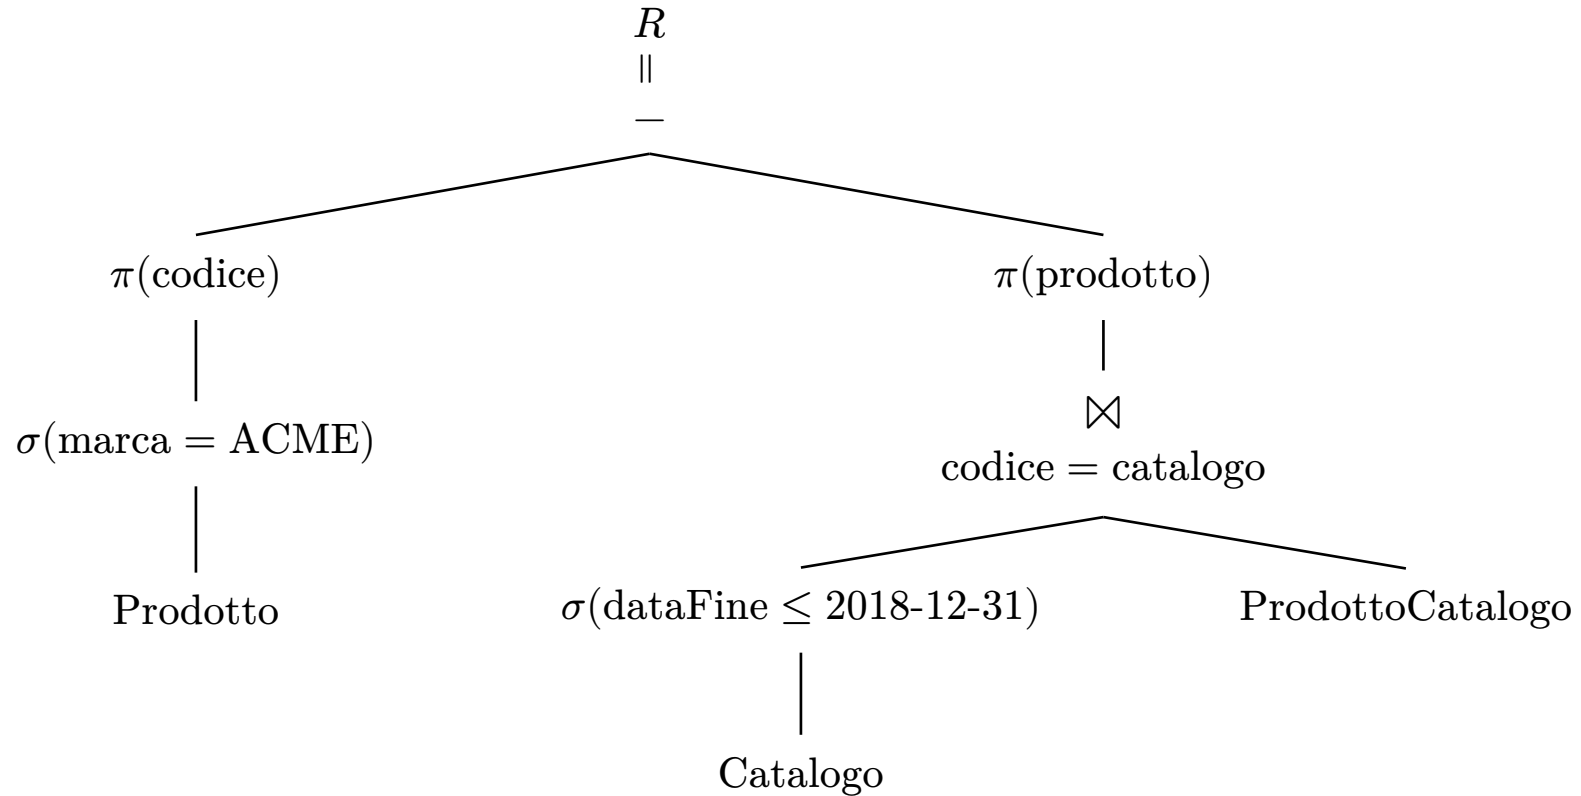 R
=
−
π(codice)
π(prodotto)
σ(marca = ACME)
⋈
codice = catalogo
Prodotto
σ(dataFine ≤ 2018-12-31)
ProdottoCatalogo
Catalogo